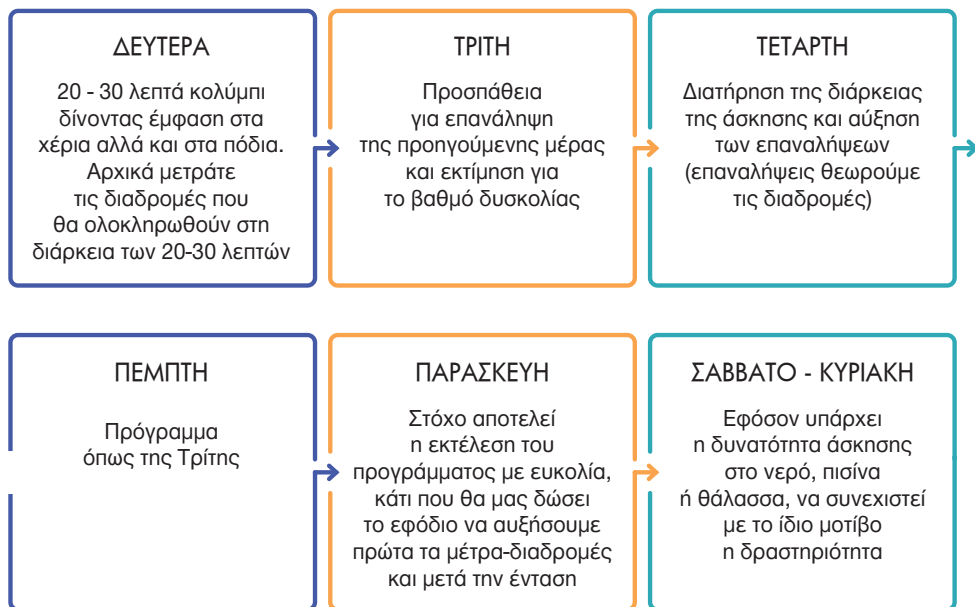 ΔΕΥΤΕΡΑ
20 - 30 λεπτά κολύμπι
δίνοντας έμφαση στα
χέρια αλλά και στα πόδια.
Αρχικά μετράτε
τις διαδρομές που
θα ολοκληρωθούν στη
διάρκεια των 20-30 λεπτών
ΤΡΙΤΗ
Προσπάθεια
για επανάληψη
της προηγούμενης μέρας
και εκτίμηση για
το βαθμό δυσκολίας
ΤΕΤΑΡΤΗ
Διατήρηση της διάρκειας
της άσκησης και αύξηση
των επαναλήψεων
(επαναλήψεις θεωρούμε
τις διαδρομές)
ΠΕΜΠΤΗ
Πρόγραμμα
όπως της Τρίτης
ΠΑΡΑΣΚΕΥΗ
Στόχο αποτελεί
η εκτέλεση του
προγράμματος με ευκολία,
κάτι που θα μας δώσει
το εφόδιο να αυξήσουμε
πρώτα τα μέτρα-διαδρομές
και μετά την ένταση
ΣΑΒΒΑΤΟ - ΚΥΡΙΑΚΗ
Εφόσον υπάρχει
η δυνατότητα άσκησης
στο νερό, πισίνα
ή θάλασσα, να συνεχιστεί
με το ίδιο μοτίβο
η δραστηριότητα